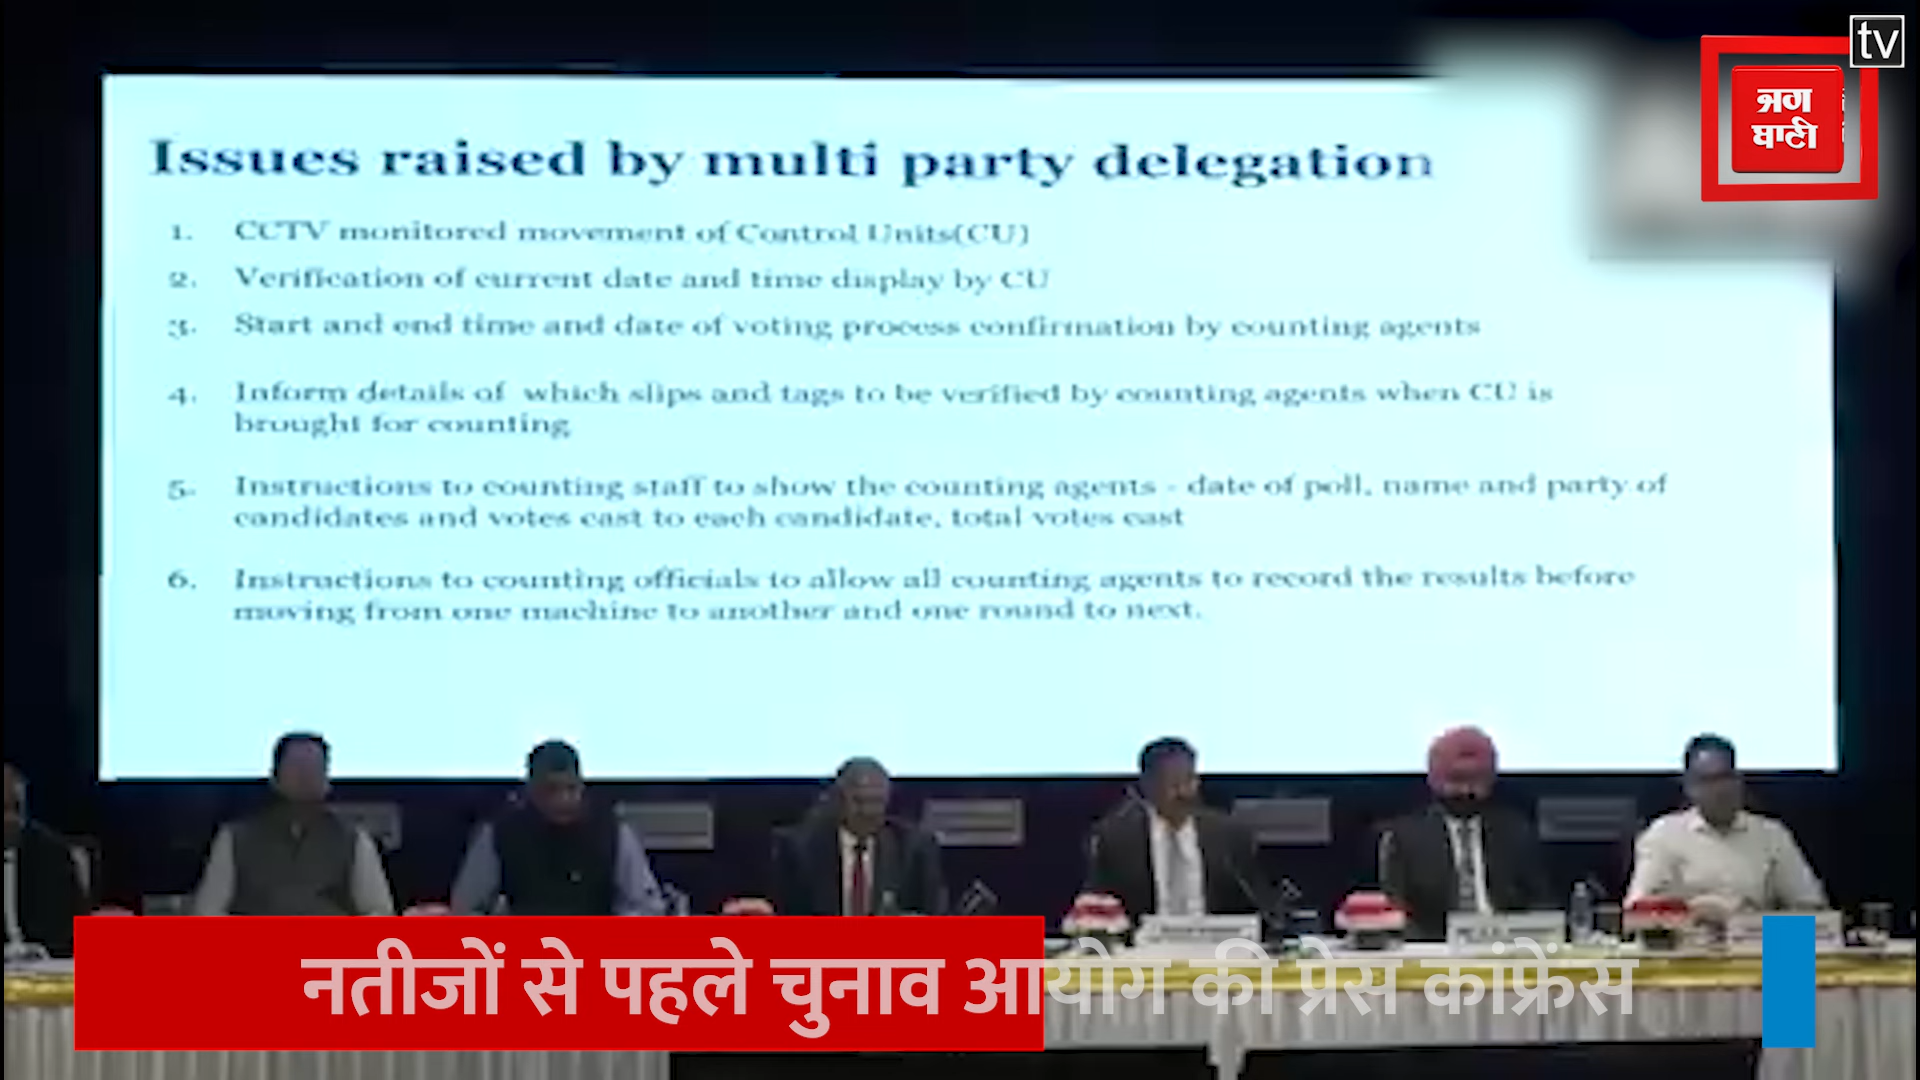 tv
ਜਗ
ਬਾਣੀ
Issues raised by multi party delegation
1. CCTV monitored movement of Control Units(CU)
2. Verification of current date and time display by CU
3. Start and end time and date of voting process confirmation by counting agents
4. Inform details of which slips and tags to be verified by counting agents when CU is
brought for counting
5. Instructions to counting staff to show the counting agents - date of poll, name and party of
candidates and votes cast to each candidate, total votes cast
6. Instructions to counting officials to allow all counting agents to record the results before
moving from one machine to another and one round to next.
नतीजों से पहले चुनाव आयोग की प्रेस कांफ्रेंस